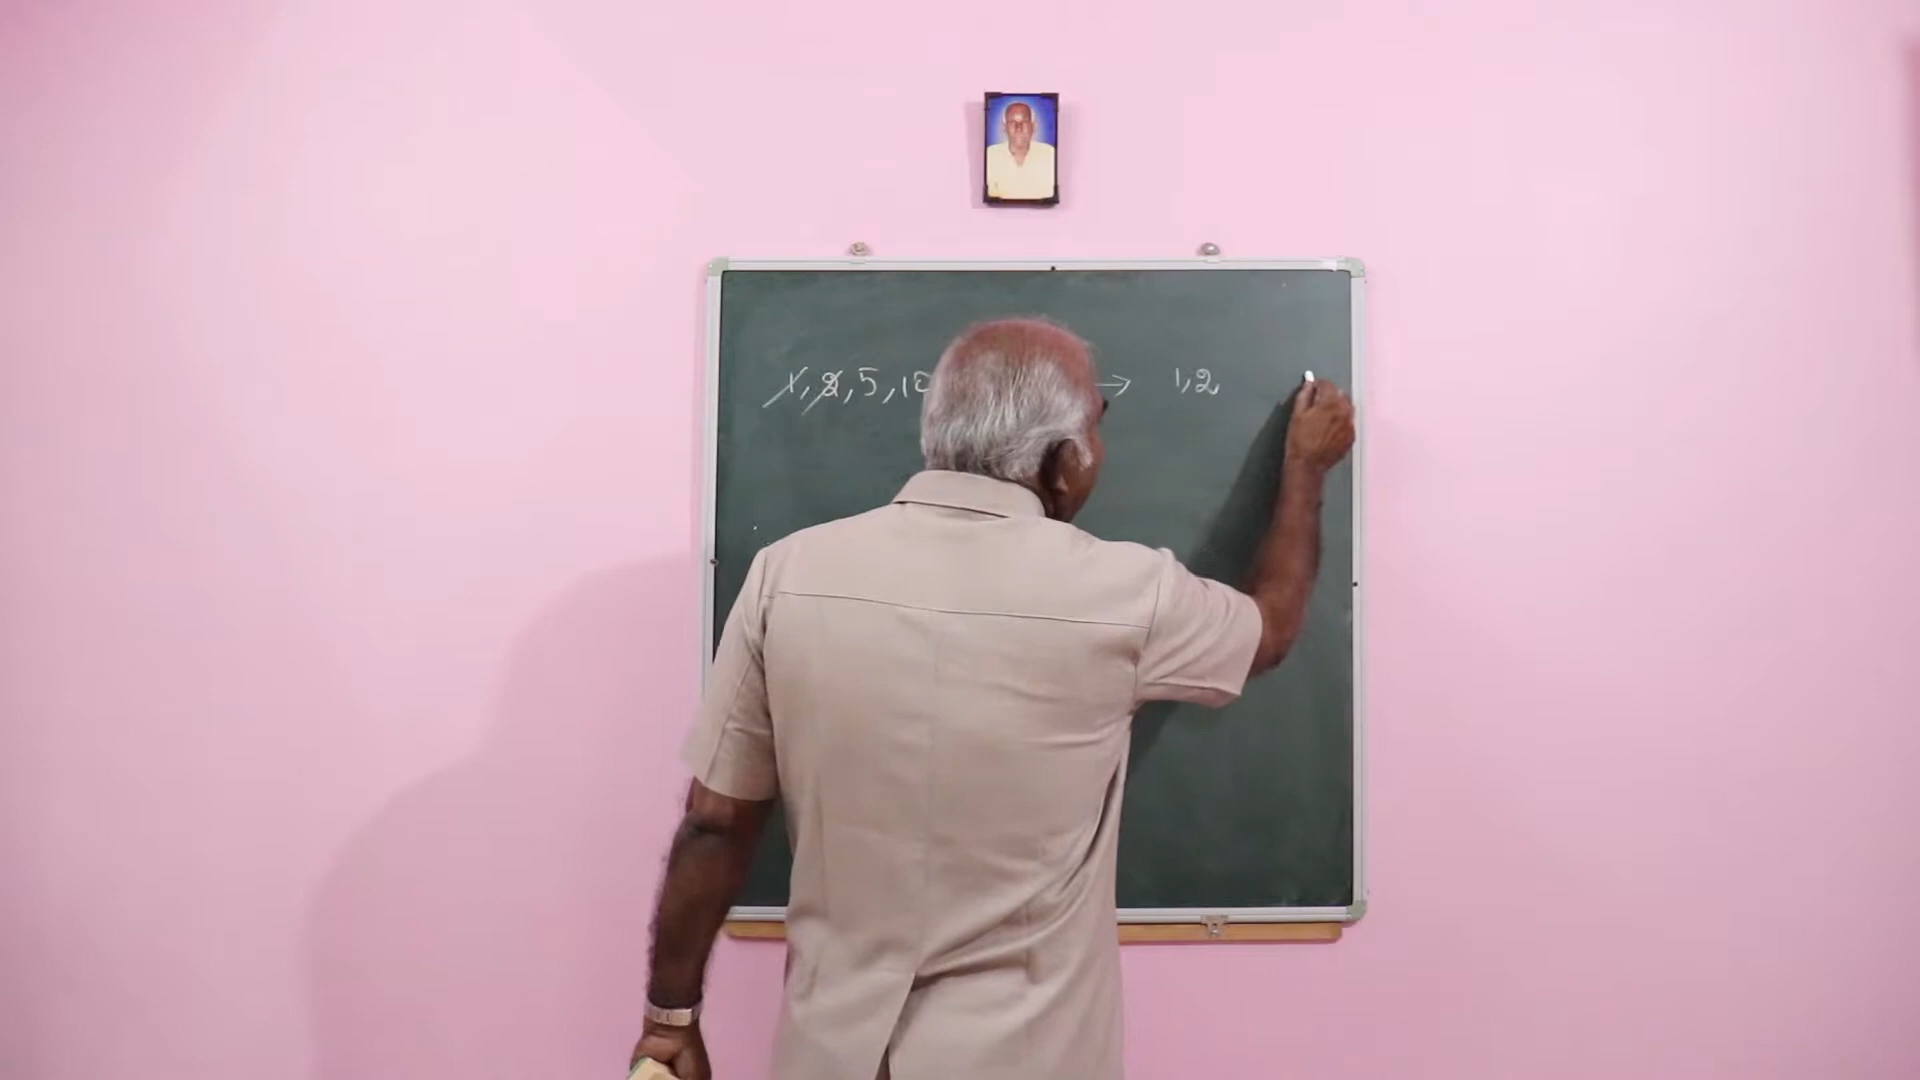 1, 2, 5, 10 → 1, 2,